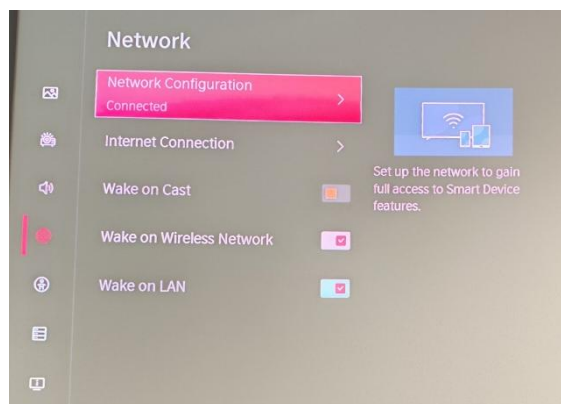 Network
Network Configuration
Connected
Internet Connection
Set up the network to gain
full access to Smart Device
features.
Wake on Cast
Wake on Wireless Network
Wake on LAN